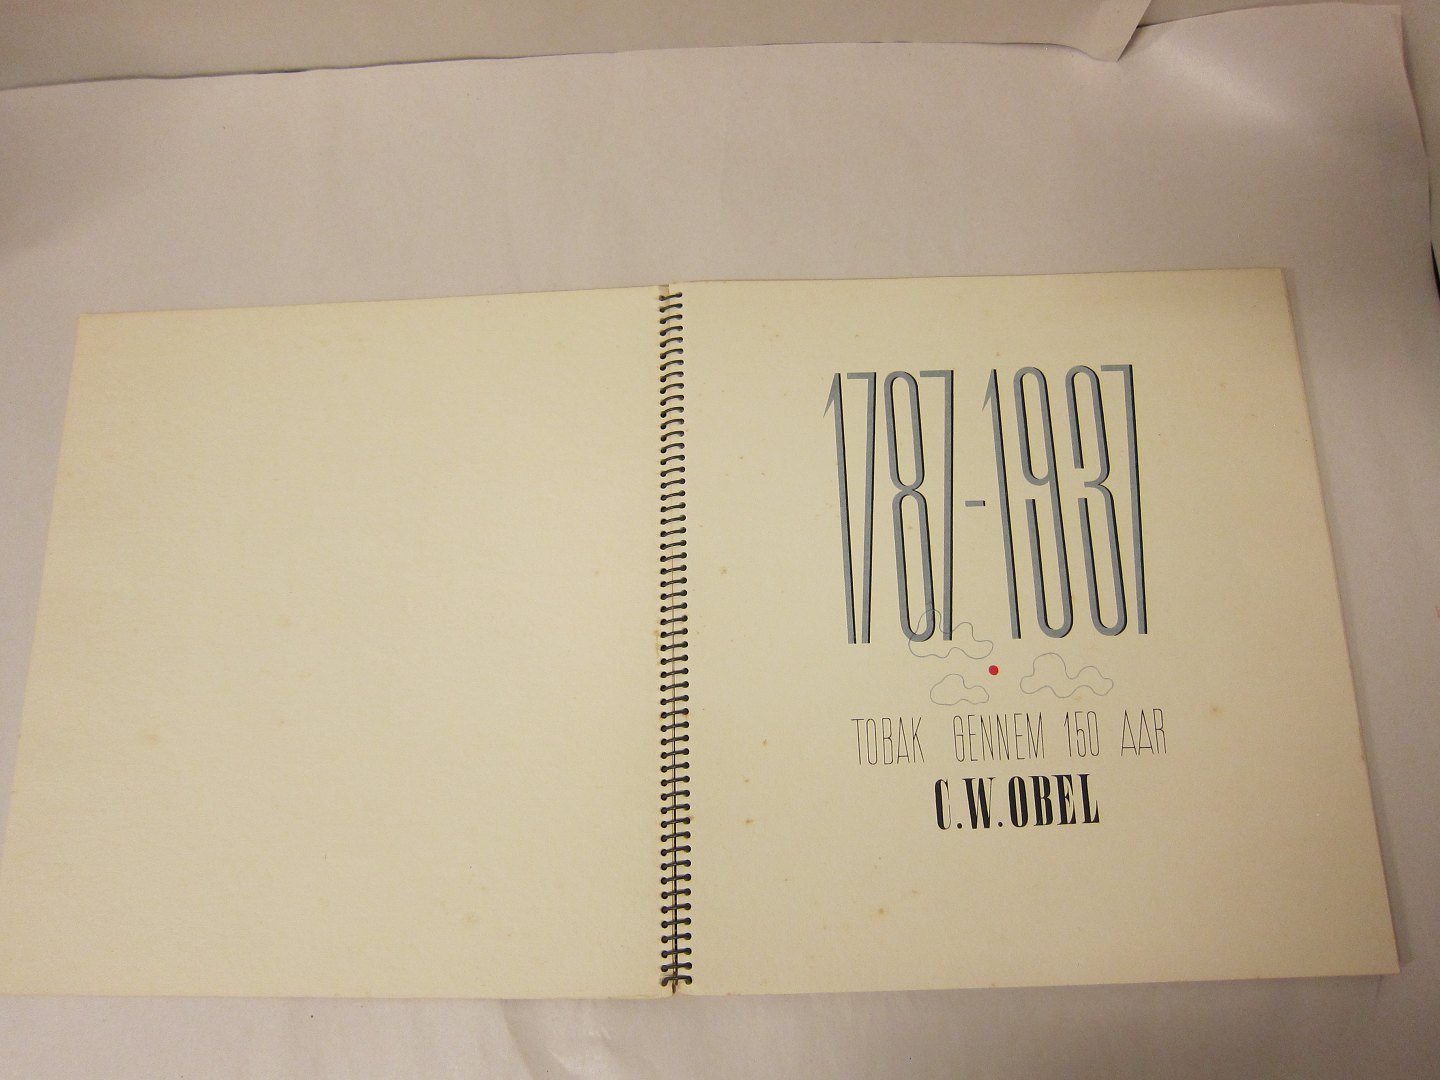 1787-1937
TOBAK GENNEM 150 AAR
C.W.OBEL